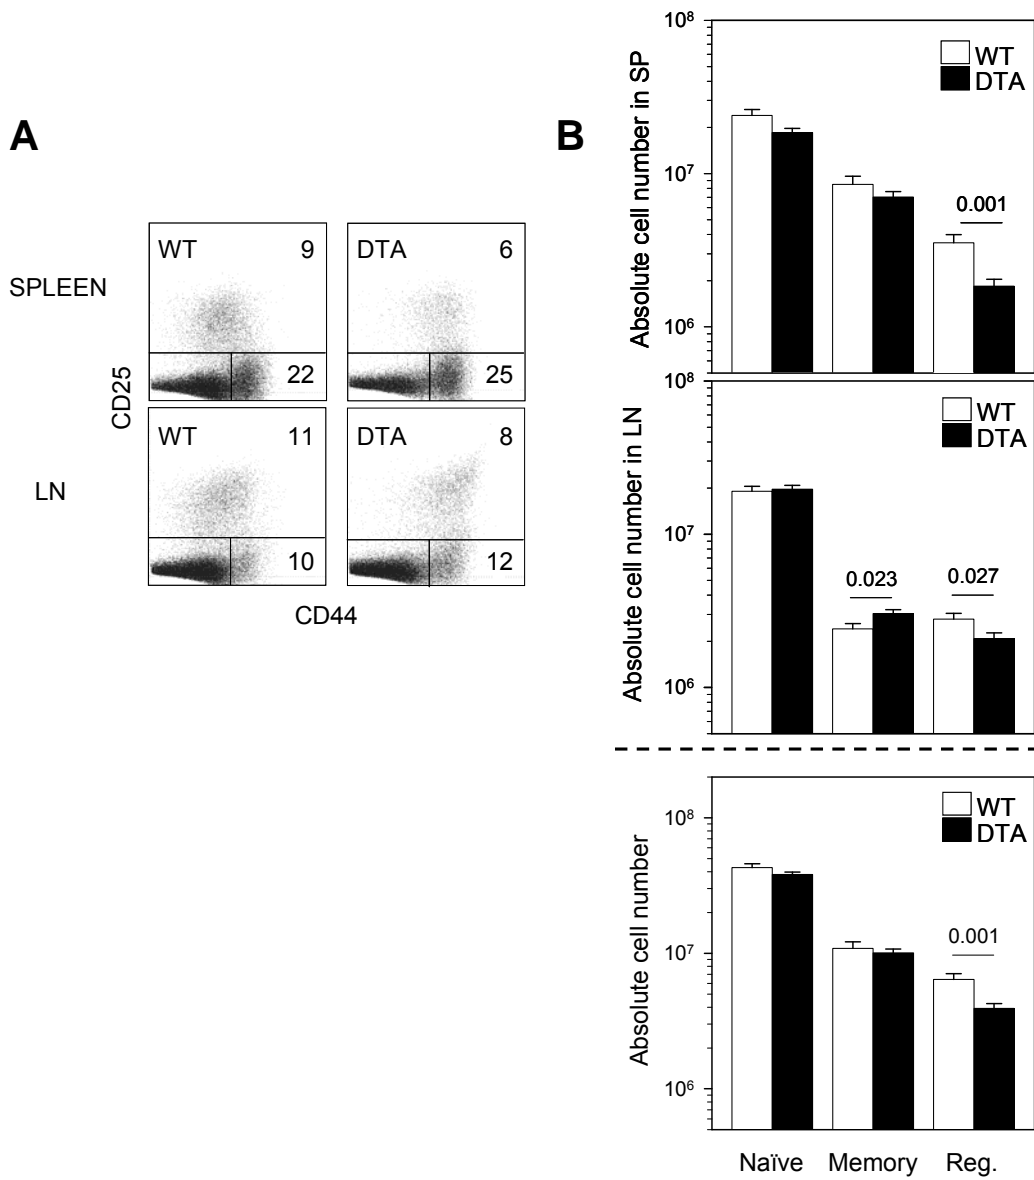 A
SPLEEN
CD25
LN
WT 9
22
DTA 6
25
WT 11
10
DTA 8
12
CD44
B
Absolute cell number in SP
10⁸
10⁷
10⁶
WT
DTA
0.001
Absolute cell number in LN
10⁸
10⁷
10⁶
WT
DTA
0.023
0.027
Absolute cell number
10⁸
10⁷
10⁶
WT
DTA
0.001
Naïve Memory Reg.